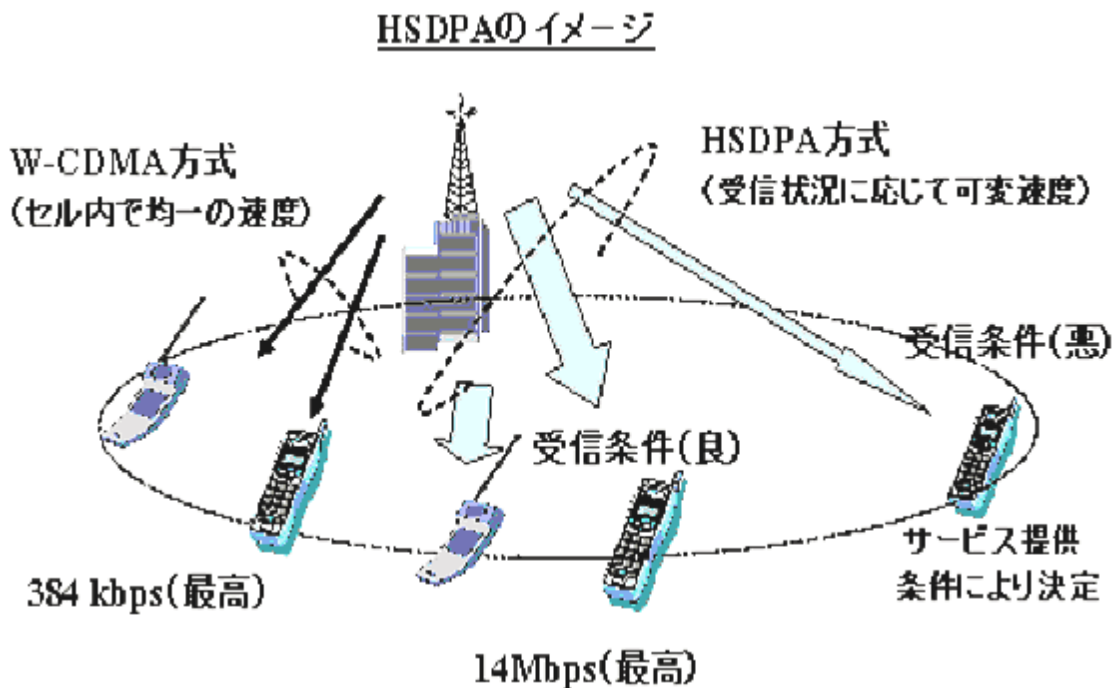 HSDPAのイメージ
W-CDMA方式
(セル内で均一の速度)
HSDPA方式
(受信状況に応じて可変速度)
受信条件(悪)
受信条件(良)
サービス提供
条件により決定
384 kbps(最高)
14Mbps(最高)